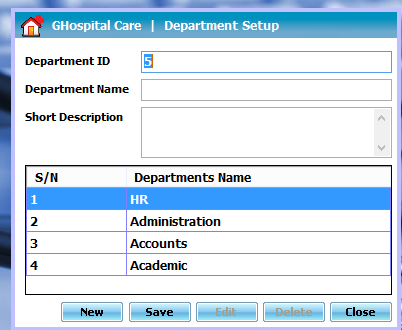 GHospital Care | Department Setup
Department ID 5
Department Name
Short Description
S/N Departments Name
1 HR
2 Administration
3 Accounts
4 Academic
New Save Edit Delete Close